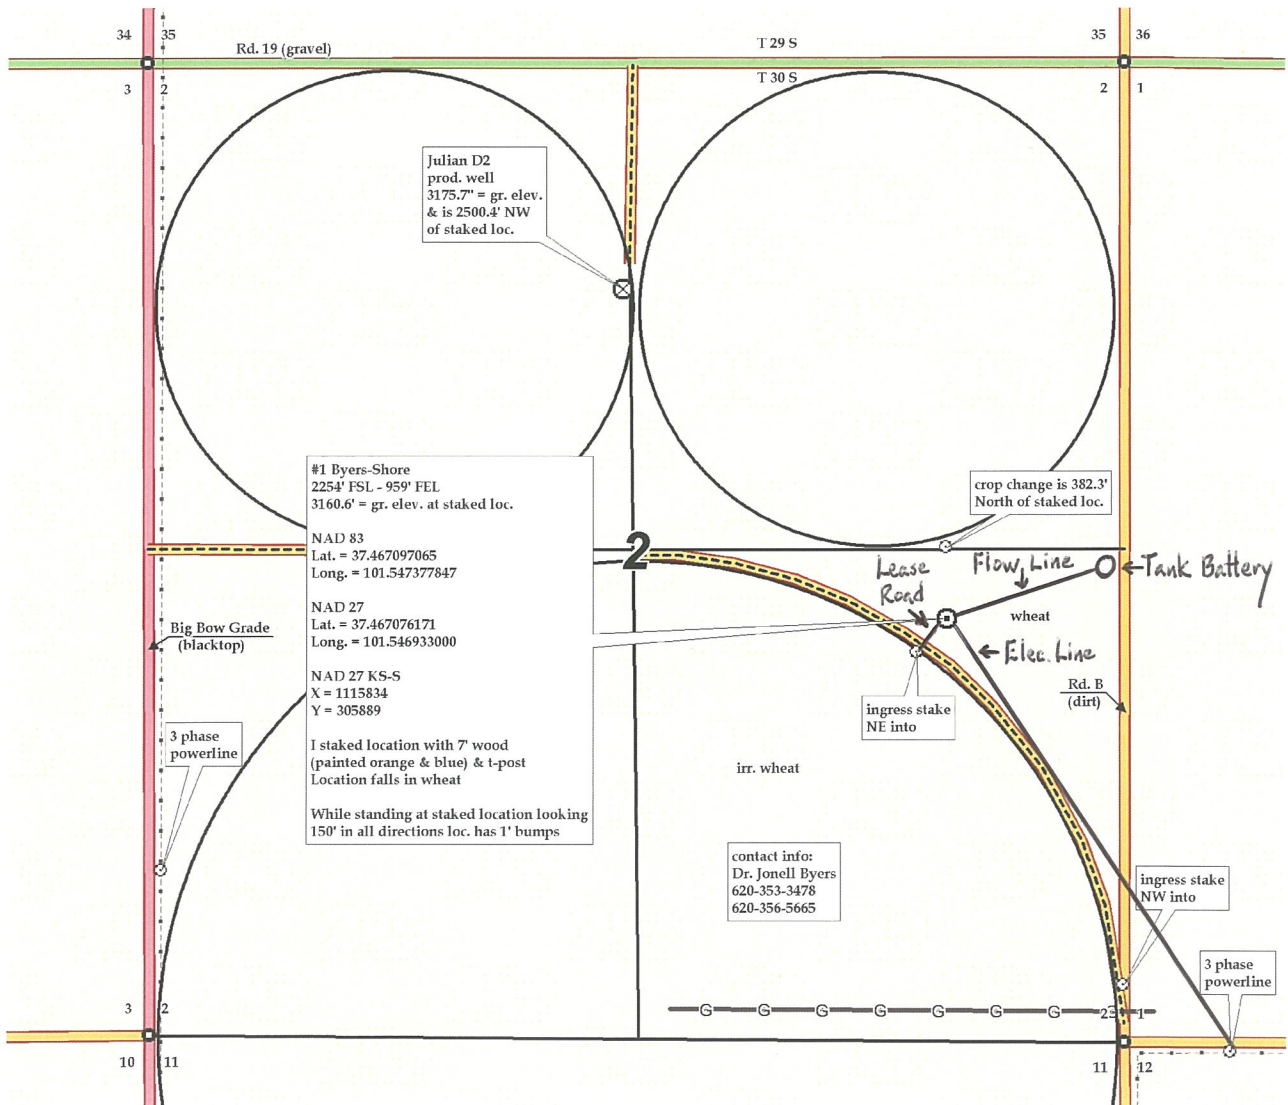 34
35
Rd. 19 (gravel)
T 29 S
35
36
3
2
T 30 S
2
1
Julian D2
prod. well
3175.7" = gr. elev.
& is 2500.4' NW
of staked loc.
#1 Byers-Shore
2254' FSL - 959' FEL
3160.6' = gr. elev. at staked loc.
NAD 83
Lat. = 37.467097065
Long. = 101.547377847
NAD 27
Lat. = 37.467076171
Long. = 101.546933000
NAD 27 KS-S
X = 1115834
Y = 305889
I staked location with 7' wood
(painted orange & blue) & t-post
Location falls in wheat
While standing at staked location looking
150' in all directions loc. has 1' bumps
crop change is 382.3'
North of staked loc.
2
Lease
Road
Flow Line
Tank Battery
wheat
Elec. Line
Big Bow Grade
(blacktop)
Rd. B
(dirt)
ingress stake
NE into
3 phase
powerline
irr. wheat
contact info:
Dr. Jonell Byers
620-353-3478
620-356-5665
ingress stake
NW into
3 phase
powerline
3
2
G G G G G G G
2
1
10
11
11
12